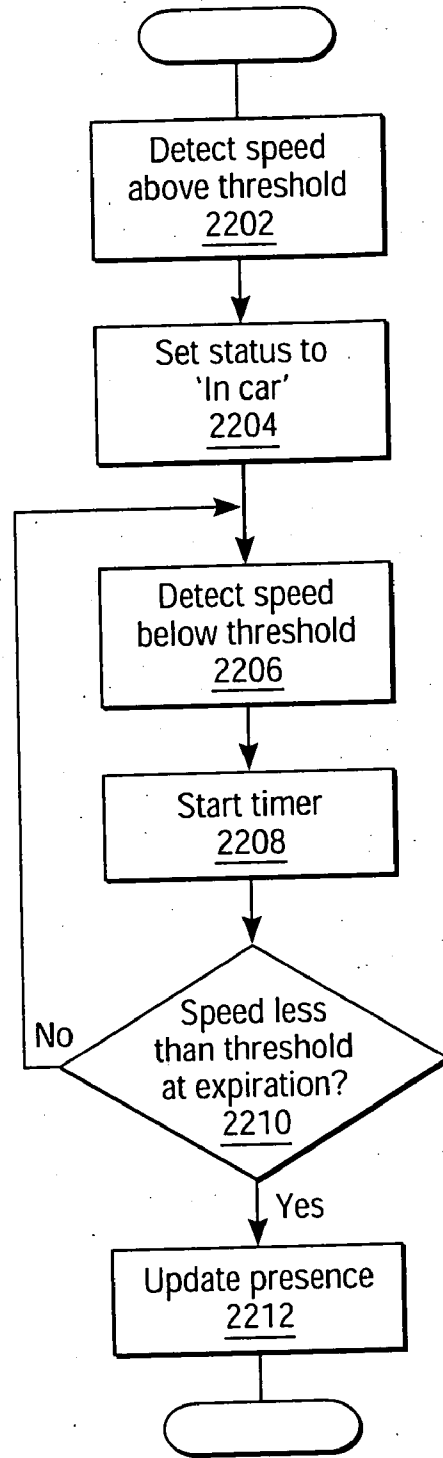 Detect speed
above threshold
2202
Set status to
'In car'
2204
Detect speed
below threshold
2206
Start timer
2208
Speed less
than threshold
at expiration?
2210
No
Yes
Update presence
2212